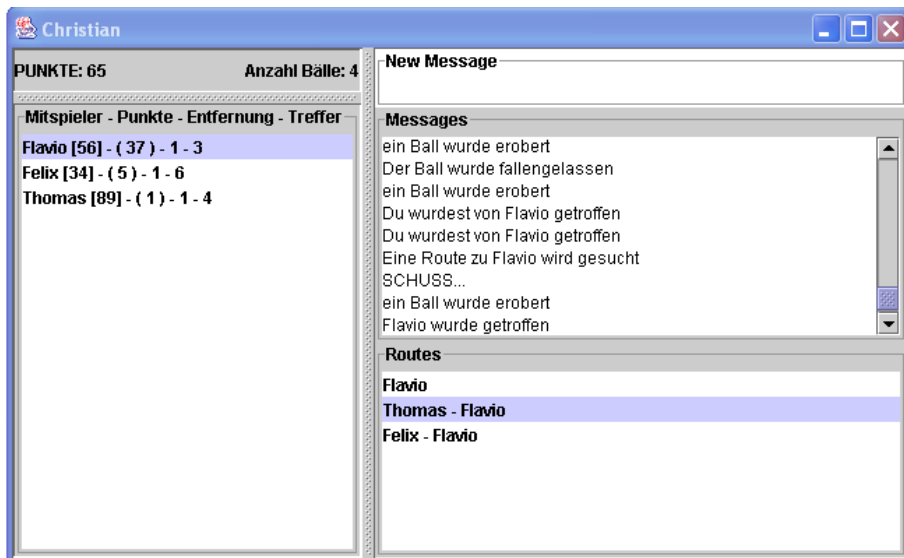 Christian
PUNKTE: 65 Anzahl Bälle: 4
Mitspieler - Punkte - Entfernung - Treffer
Flavio [56] - ( 37 ) - 1 - 3
Felix [34] - ( 5 ) - 1 - 6
Thomas [89] - ( 1 ) - 1 - 4
New Message
Messages
ein Ball wurde erobert
Der Ball wurde fallengelassen
ein Ball wurde erobert
Du wurdest von Flavio getroffen
Du wurdest von Flavio getroffen
Eine Route zu Flavio wird gesucht
SCHUSS...
ein Ball wurde erobert
Flavio wurde getroffen
Routes
Flavio
Thomas - Flavio
Felix - Flavio